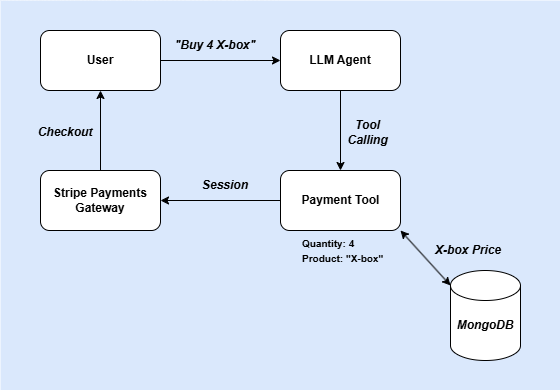 User
"Buy 4 X-box"
LLM Agent
Checkout
Tool
Calling
Stripe Payments
Gateway
Session
Payment Tool
Quantity: 4
Product: "X-box"
X-box Price
MongoDB